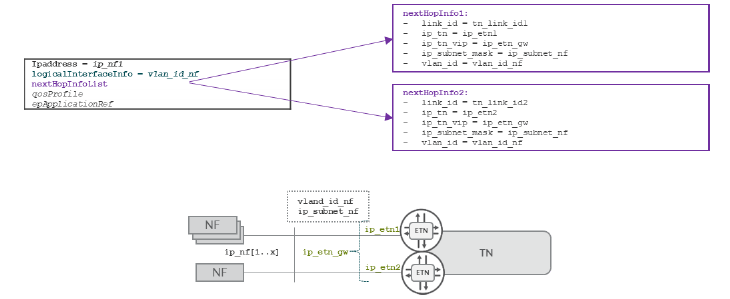 nextHopInfo1:
- link_id = tn_link_id1
- ip_tn = ip_etn1
- ip_tn_vip = ip_etn_gw
- ip_subnet_mask = ip_subnet_nf
- vlan_id = vlan_id_nf
Ipaddress = ip_nf1
logicalInterfaceInfo = vlan_id_nf
nextHopInfoList
qosProfile
epApplicationRef
nextHopInfo2:
- link_id = tn_link_id2
- ip_tn = ip_etn2
- ip_tn_vip = ip_etn_gw
- ip_subnet_mask = ip_subnet_nf
- vlan_id = vlan_id_nf
vland_id_nf
ip_subnet_nf
NF
ip_etn1
ETN
ip_nf[1..x]
ip_etn_gw
TN
NF
ip_etn2
ETN